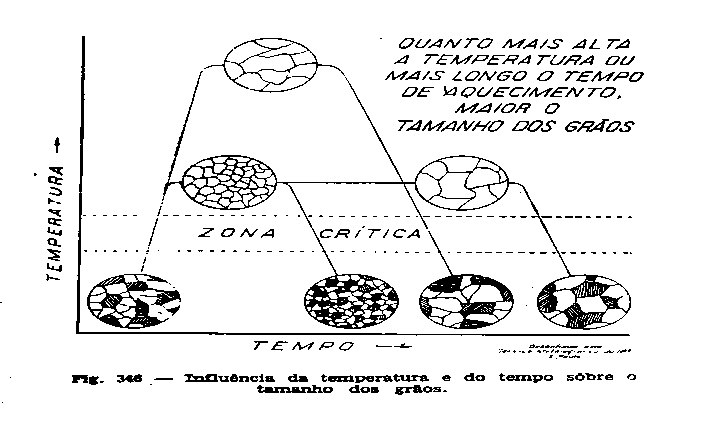 QUANTO MAIS ALTA
A TEMPERATURA OU
MAIS LONGO O TEMPO
DE AQUECIMENTO,
MAIOR O
TAMANHO DOS GRÃOS
TEMPERATURA
ZONA CRÍTICA
TEMPO
Fig. 346 — Influência da temperatura e do tempo sôbre o
tamanho dos grãos.